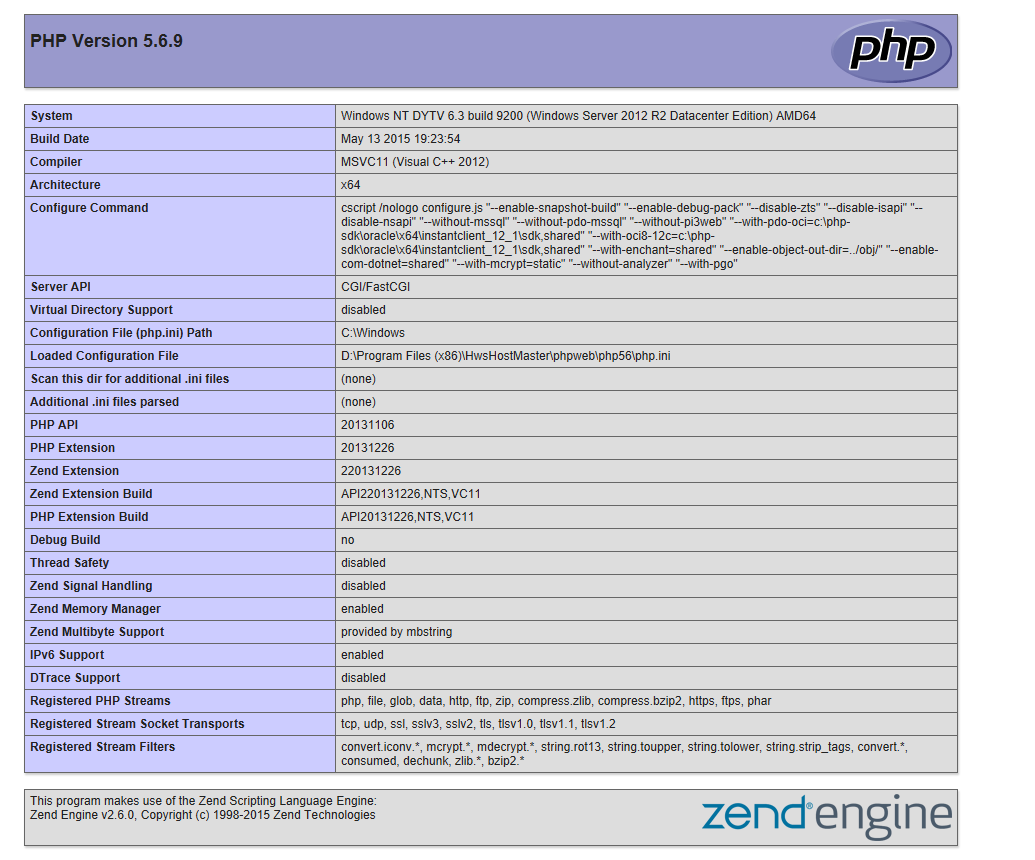 PHP Version 5.6.9
php
System Windows NT DYTV 6.3 build 9200 (Windows Server 2012 R2 Datacenter Edition) AMD64
Build Date May 13 2015 19:23:54
Compiler MSVC11 (Visual C++ 2012)
Architecture x64
Configure Command cscript /nologo configure.js "--enable-snapshot-build" "--enable-debug-pack" "--disable-zts" "--disable-isapi" "--
disable-nsapi" "--without-mssql" "--without-pdo-mssql" "--without-pi3web" "--with-pdo-oci=c:\php-
sdk\oracle\x64\instantclient_12_1\sdk,shared" "--with-oci8-12c=c:\php-
sdk\oracle\x64\instantclient_12_1\sdk,shared" "--with-enchant=shared" "--enable-object-out-dir=../obj/" "--enable-
com-dotnet=shared" "--with-mcrypt=static" "--without-analyzer" "--with-pgo"
Server API CGI/FastCGI
Virtual Directory Support disabled
Configuration File (php.ini) Path C:\Windows
Loaded Configuration File D:\Program Files (x86)\HwsHostMaster\phpweb\php56\php.ini
Scan this dir for additional .ini files (none)
Additional .ini files parsed (none)
PHP API 20131106
PHP Extension 20131226
Zend Extension 220131226
Zend Extension Build API220131226,NTS,VC11
PHP Extension Build API20131226,NTS,VC11
Debug Build no
Thread Safety disabled
Zend Signal Handling disabled
Zend Memory Manager enabled
Zend Multibyte Support provided by mbstring
IPv6 Support enabled
DTrace Support disabled
Registered PHP Streams php, file, glob, data, http, ftp, zip, compress.zlib, compress.bzip2, https, ftps, phar
Registered Stream Socket Transports tcp, udp, ssl, sslv3, sslv2, tls, tlsv1.0, tlsv1.1, tlsv1.2
Registered Stream Filters convert.iconv.*, mcrypt.*, mdecrypt.*, string.rot13, string.toupper, string.tolower, string.strip_tags, convert.*,
consumed, dechunk, zlib.*, bzip2.*
This program makes use of the Zend Scripting Language Engine:
Zend Engine v2.6.0, Copyright (c) 1998-2015 Zend Technologies
zend® engine